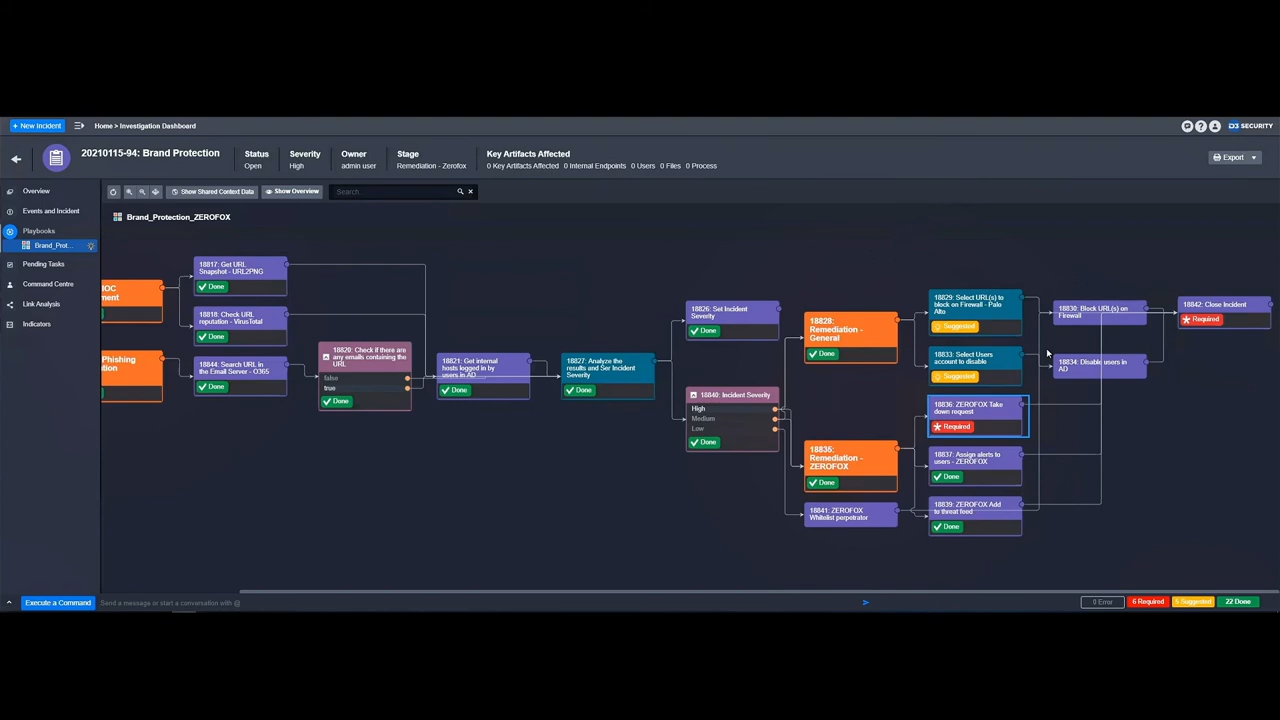 + New Incident
Home > Investigation Dashboard
D3 SECURITY
20210115-94: Brand Protection
Status
Open
Severity
High
Owner
admin user
Stage
Remediation - Zerofox
Key Artifacts Affected
0 Key Artifacts Affected 0 Internal Endpoints 0 Users 0 Files 0 Process
Export
Overview
Events and Incident
Playbooks
Brand_Prot...
Pending Tasks
Command Centre
Link Analysis
Indicators
Show Shared Context Data
Show Overview
Search...
Brand_Protection_ZEROFOX
18817: Get URL
Snapshot - URL2PNG
Done
18818: Check URL
reputation - VirusTotal
Done
18844: Search URL in
the Email Server - O365
Done
18820: Check if there are
any emails containing the
URL
false
true
Done
18821: Get internal
hosts logged in by
users in AD
Done
18827: Analyze the
results and Ser Incident
Severity
Done
18826: Set Incident
Severity
Done
18840: Incident Severity
High
Medium
Low
Done
18828:
Remediation -
General
Done
18835:
Remediation -
ZEROFOX
Done
18841: ZEROFOX
Whitelist perpetrator
18829: Select URL(s) to
block on Firewall - Palo
Alto
Suggested
18833: Select Users
account to disable
Suggested
18836: ZEROFOX Take
down request
Required
18837: Assign alerts to
users - ZEROFOX
Done
18839: ZEROFOX Add
to threat feed
Done
18830: Block URL(s) on
Firewall
18834: Disable users in
AD
18842: Close Incident
Required
Execute a Command
Send a message or start a conversation with @
0 Error
6 Required
5 Suggested
22 Done